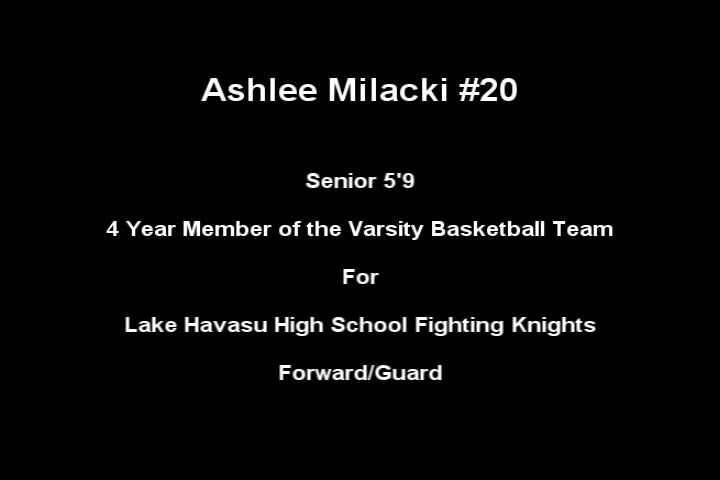 Ashlee Milacki #20
Senior 5'9
4 Year Member of the Varsity Basketball Team
For
Lake Havasu High School Fighting Knights
Forward/Guard